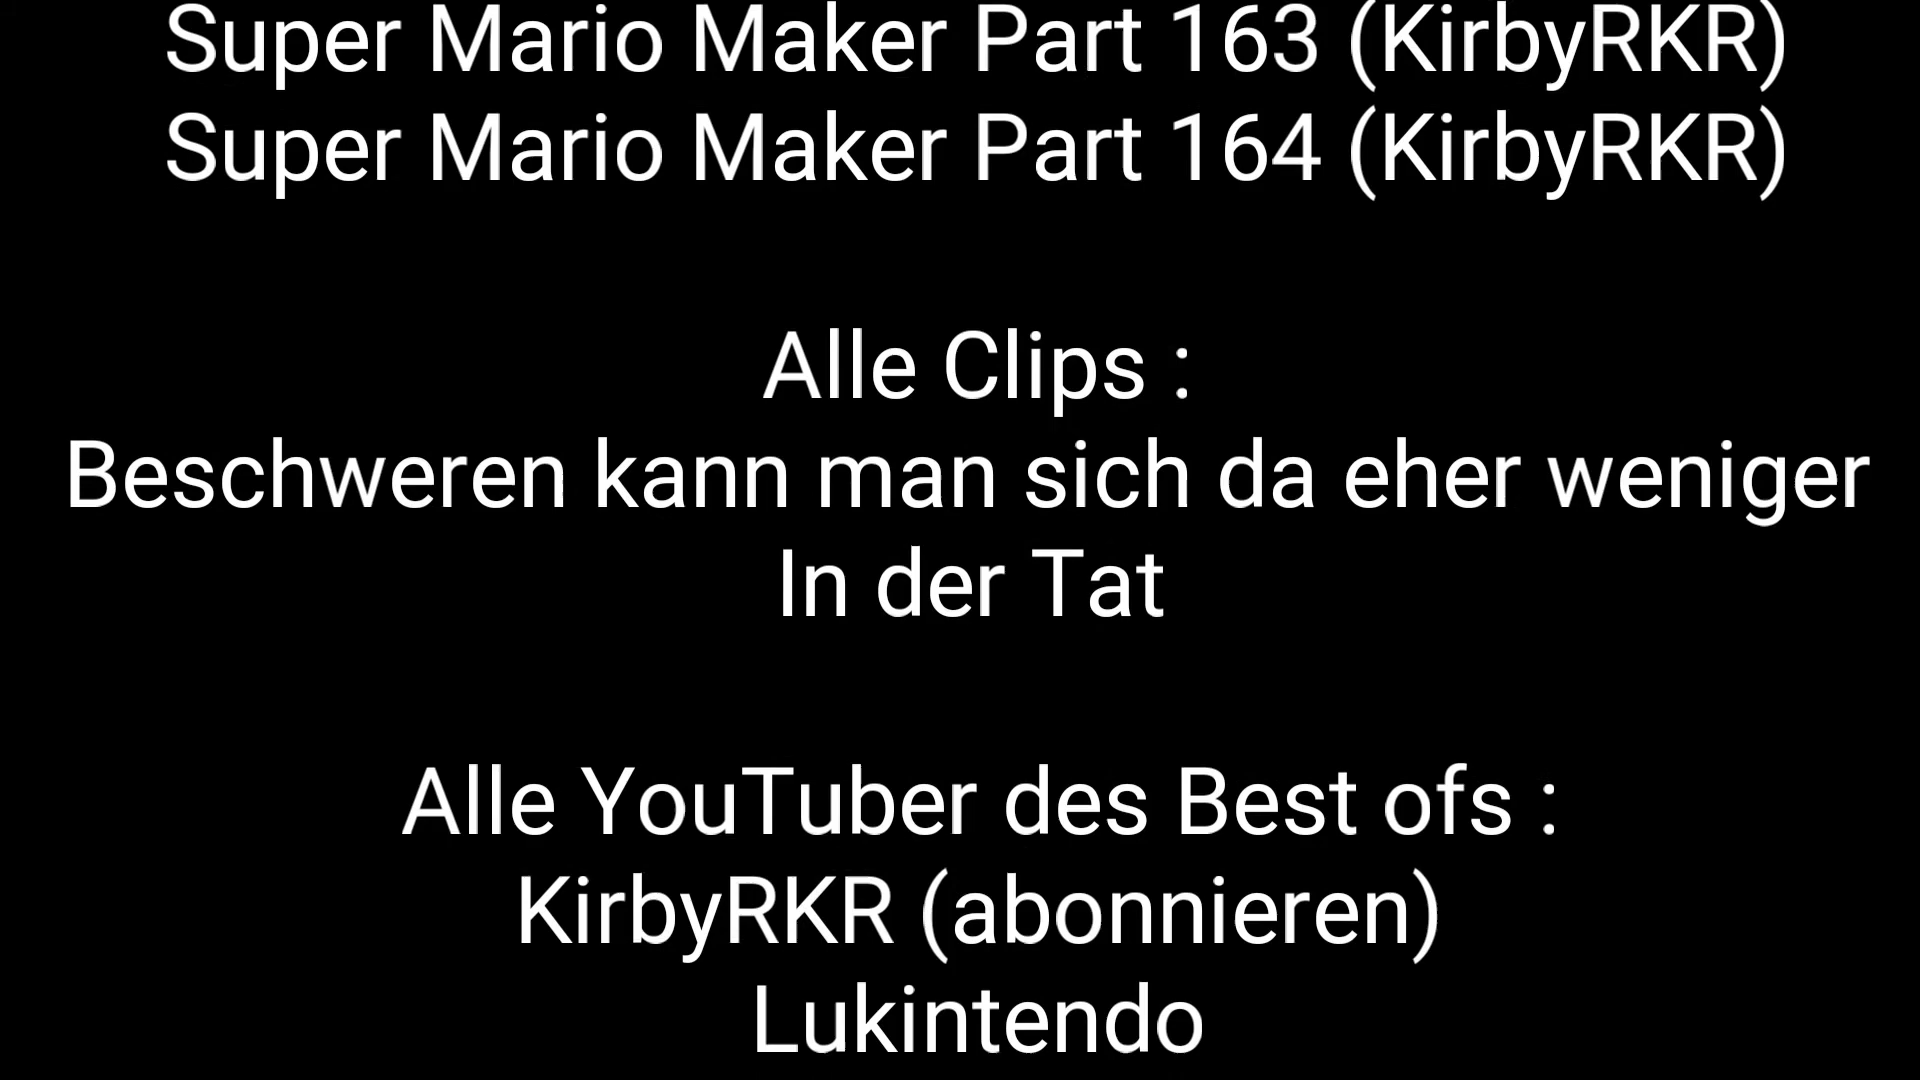 Super Mario Maker Part 163 (KirbyRKR)
Super Mario Maker Part 164 (KirbyRKR)
Alle Clips :
Beschweren kann man sich da eher weniger
In der Tat
Alle YouTuber des Best ofs :
KirbyRKR (abonnieren)
Lukintendo